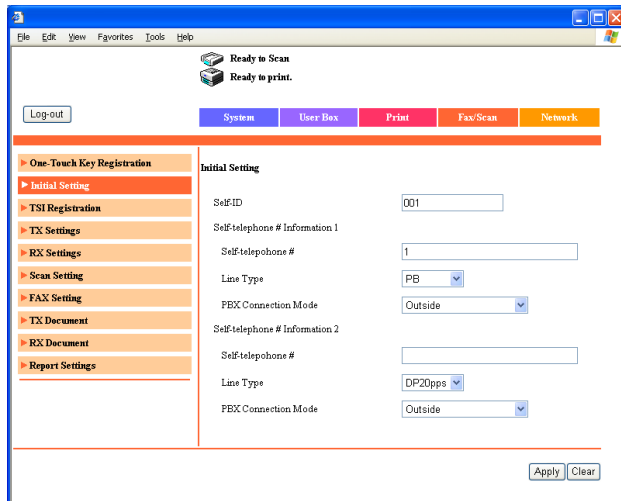 File Edit View Favorites Tools Help
Ready to Scan
Ready to print.
Log-out
System User Box Print Fax/Scan Network
One-Touch Key Registration
Initial Setting
TSI Registration
TX Settings
RX Settings
Scan Setting
FAX Setting
TX Document
RX Document
Report Settings
Initial Setting
Self-ID 001
Self-telephone # Information 1
Self-telepohone # 1
Line Type PB
PBX Connection Mode Outside
Self-telephone # Information 2
Self-telepohone #
Line Type DP20pps
PBX Connection Mode Outside
Apply Clear